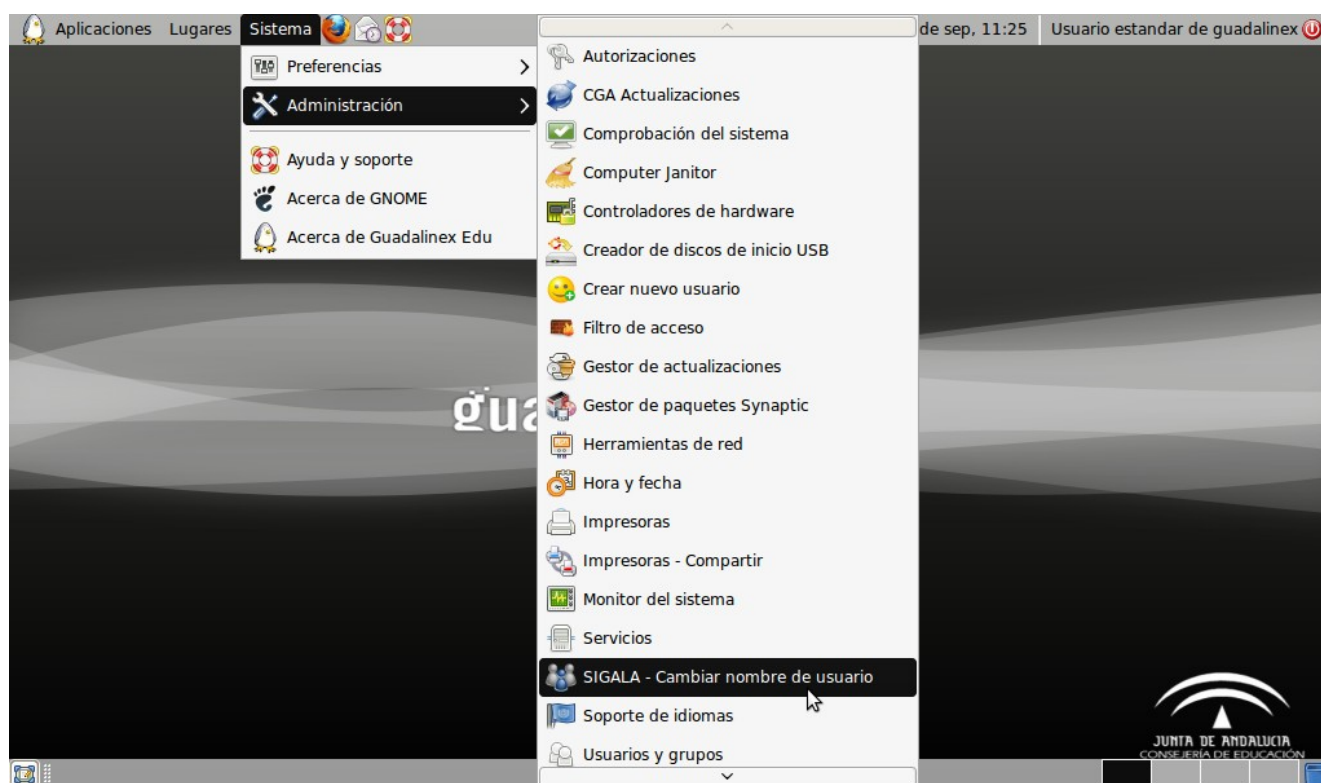 Aplicaciones Lugares Sistema de sep, 11:25 Usuario estandar de guadalinex
Preferencias
Administración
Ayuda y soporte
Acerca de GNOME
Acerca de Guadalinex Edu
Autorizaciones
CGA Actualizaciones
Comprobación del sistema
Computer Janitor
Controladores de hardware
Creador de discos de inicio USB
Crear nuevo usuario
Filtro de acceso
Gestor de actualizaciones
Gestor de paquetes Synaptic
Herramientas de red
Hora y fecha
Impresoras
Impresoras - Compartir
Monitor del sistema
Servicios
SIGALA - Cambiar nombre de usuario
Soporte de idiomas
Usuarios y grupos
gua
JUNTA DE ANDALUCIA
CONSEJERÍA DE EDUCACIÓN